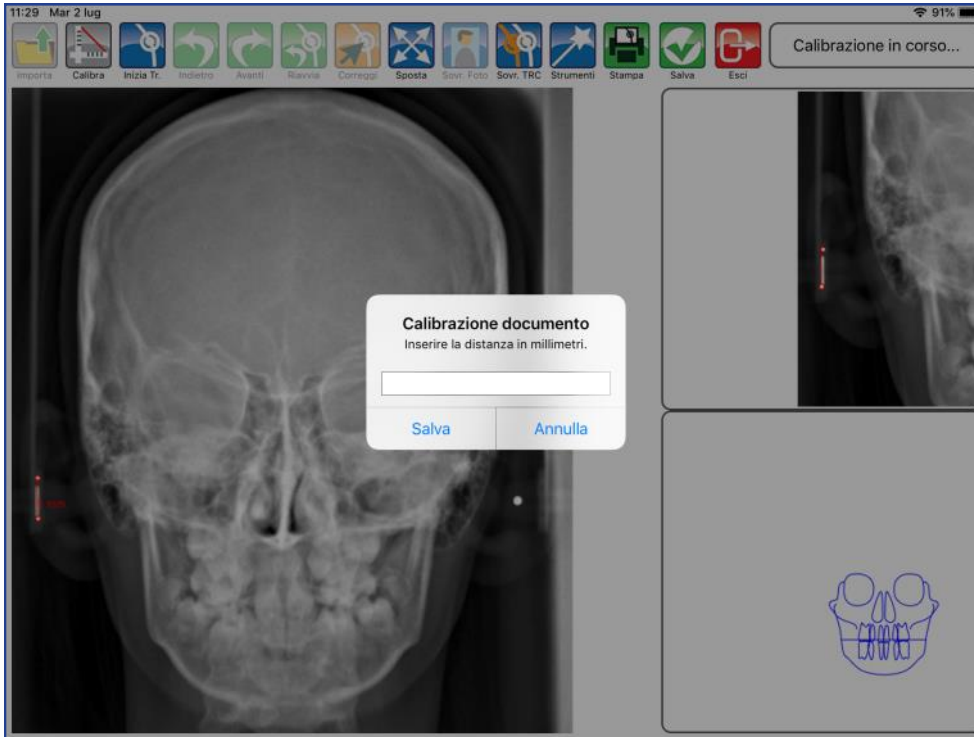 11:29 Mar 2 lug
91%
Importa Calibra Inizia Tr. Indietro Avanti Riavvia Correggi Sposta Sovr. Foto Sovr. TRC Strumenti Stampa Salva Esci
Calibrazione in corso...
Calibrazione documento
Inserire la distanza in millimetri.
Salva Annulla